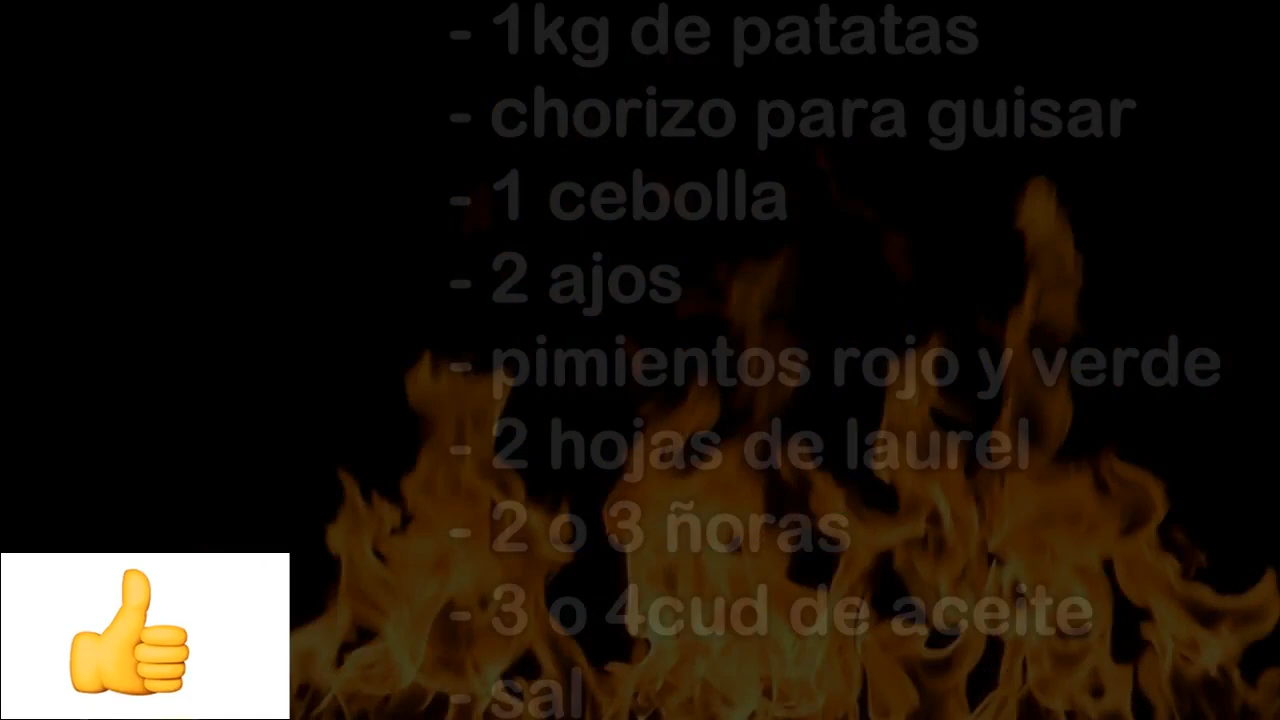 - 1kg de patatas
- chorizo para guisar
- 1 cebolla
- 2 ajos
- pimientos rojo y verde
- 2 hojas de laurel
- 2 o 3 ñoras
- 3 o 4cud de aceite
- sal